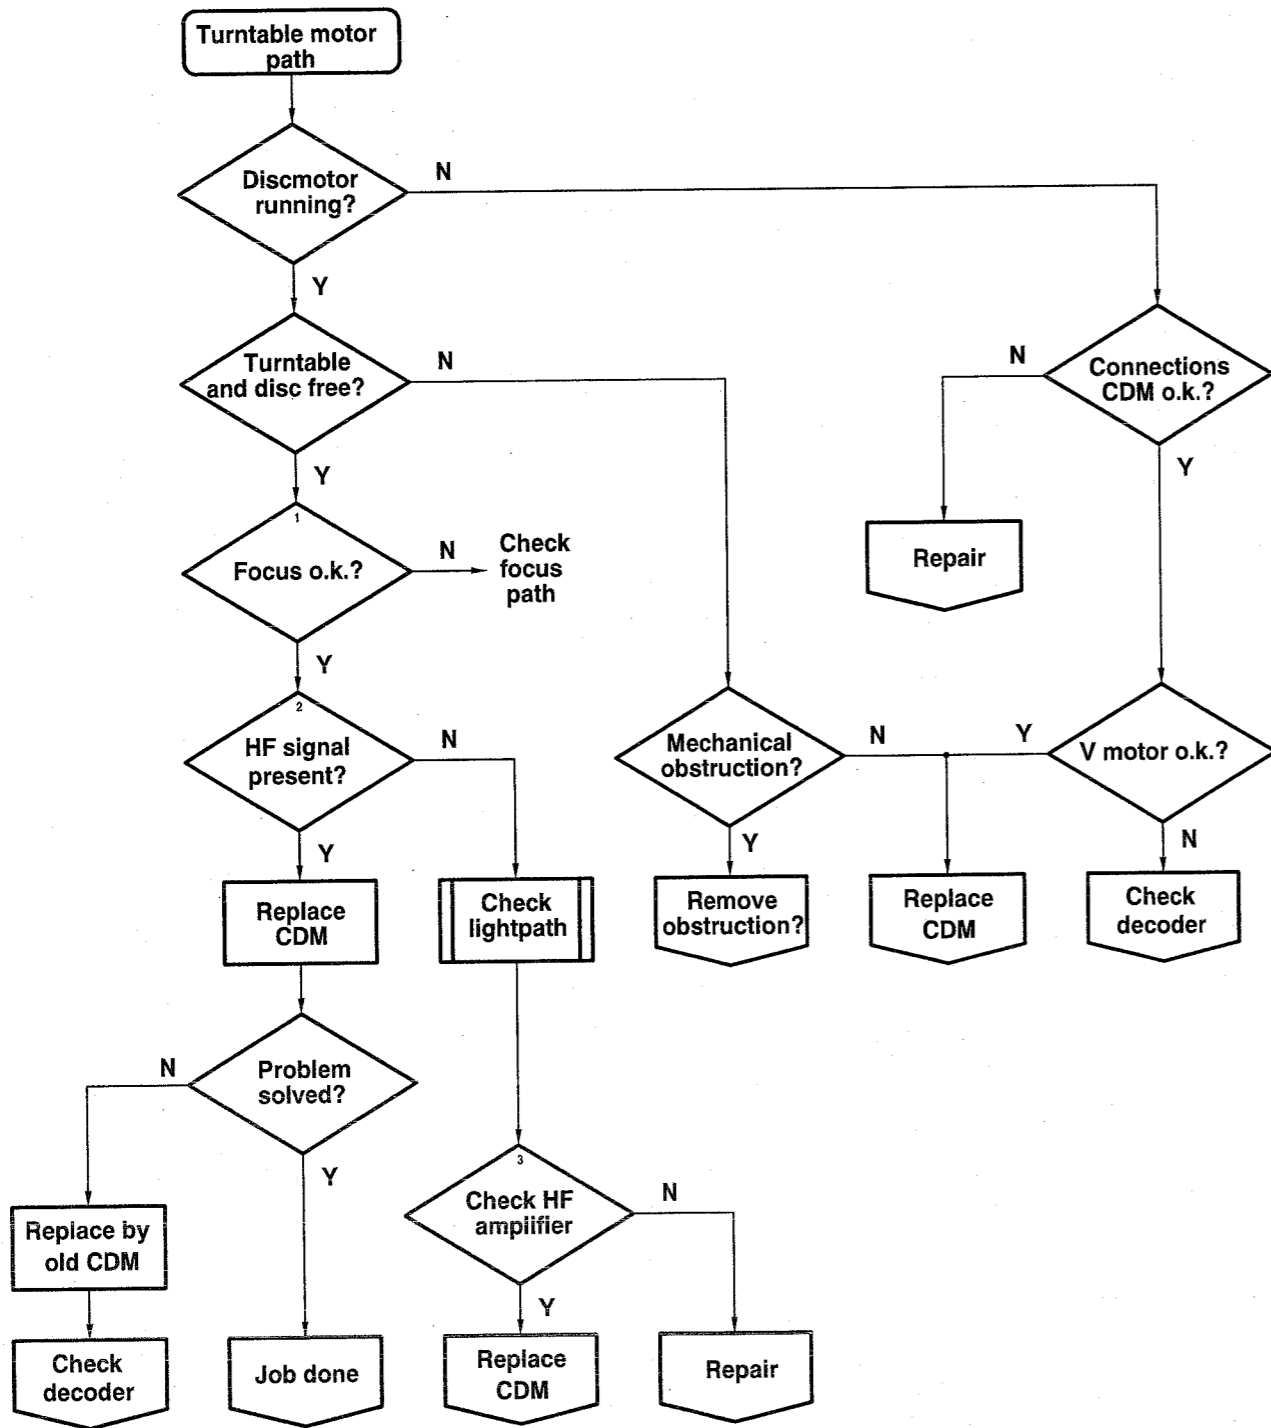 Turntable motor
path
Discmotor
running?
N
Y
Turntable
and disc free?
N
Y
N
Connections
CDM o.k.?
Y
1
Focus o.k.?
N
Check
focus
path
Y
Repair
2
HF signal
present?
N
Y
Mechanical
obstruction?
N
Y
Y
V motor o.k.?
N
Replace
CDM
Check
lightpath
Remove
obstruction?
Replace
CDM
Check
decoder
Problem
solved?
N
Y
3
Check HF
amplifier
N
Y
Replace by
old CDM
Check
decoder
Job done
Replace
CDM
Repair